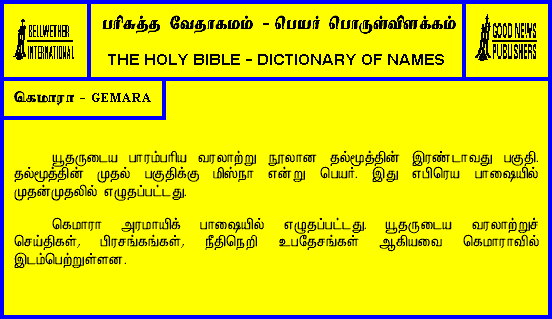 BELLWETHER
INTERNATIONAL
பரிசுத்த வேதாகமம் - பெயர் பொருள்விளக்கம்
THE HOLY BIBLE - DICTIONARY OF NAMES
GOOD NEWS
PUBLISHERS
கெமாரா - GEMARA
யூதருடைய பாரம்பரிய வரலாற்று நூலான தல்மூத்தின் இரண்டாவது பகுதி.
தல்மூத்தின் முதல் பகுதிக்கு மிஸ்நா என்று பெயர். இது எபிரெய பாஷையில்
முதன்முதலில் எழுதப்பட்டது.
கெமாரா அரமாயிக் பாஷையில் எழுதப்பட்டது. யூதருடைய வரலாற்றுச்
செய்திகள், பிரசங்கங்கள், நீதிநெறி உபதேசங்கள் ஆகியவை கெமாராவில்
இடம்பெற்றுள்ளன.